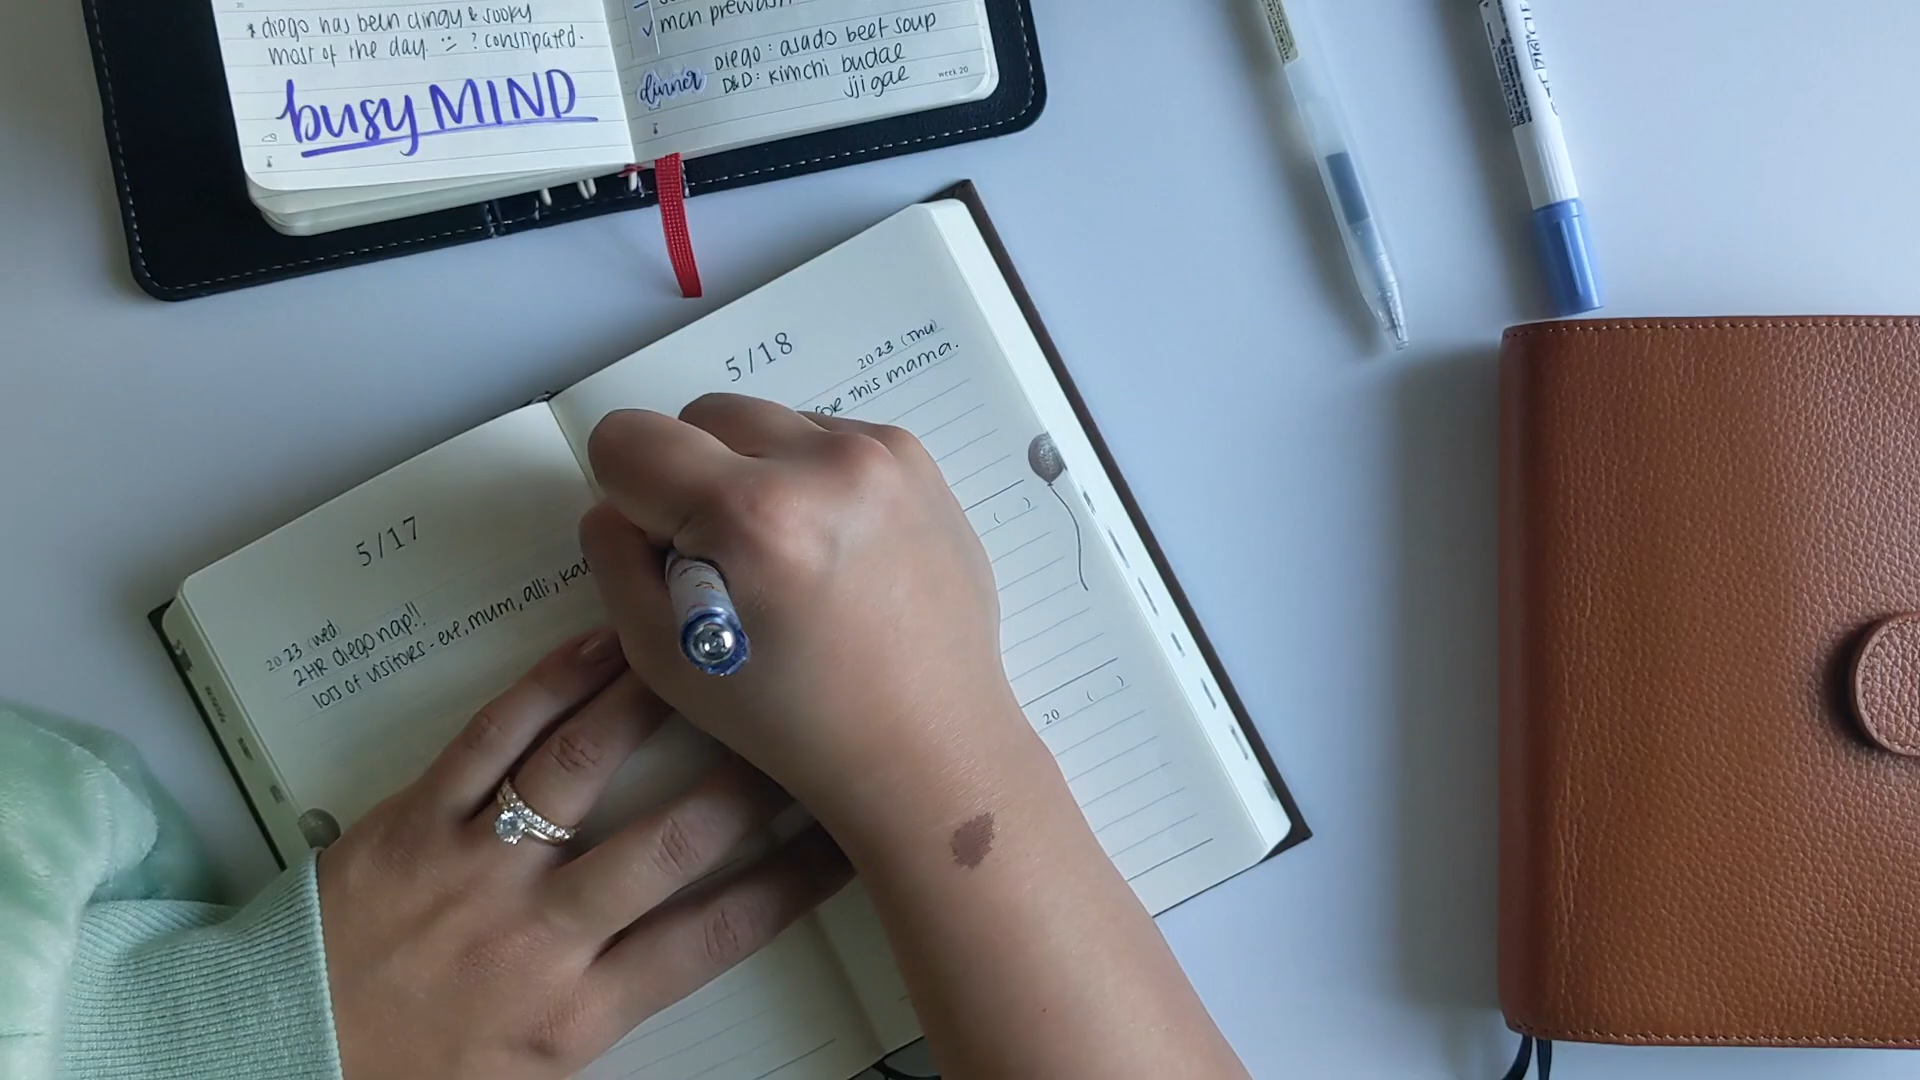 * diego has been clingy & sooky
most of the day. ? constipated.
busy MIND
✓ mcn prewash
dinner
Diego: asado beef soup
D&D: kimchi budae
jjigae
week 20
5/17
2023 (wed)
2HR diego nap!!
lots of visitors - eve, mum, alli,
5/18
2023 (Thu)
for this mama.
( )
20 ( )